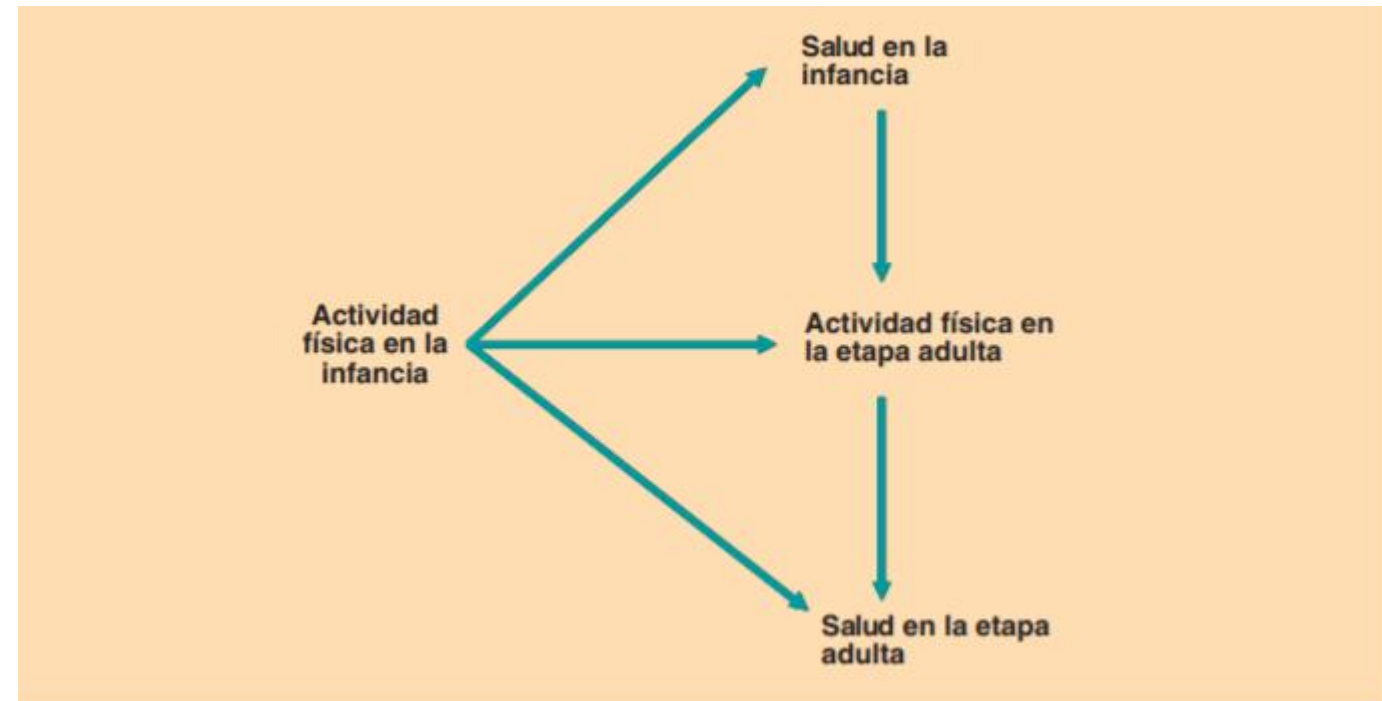 Salud en la
infancia
Actividad
física en la
infancia
Actividad física en
la etapa adulta
Salud en la etapa
adulta